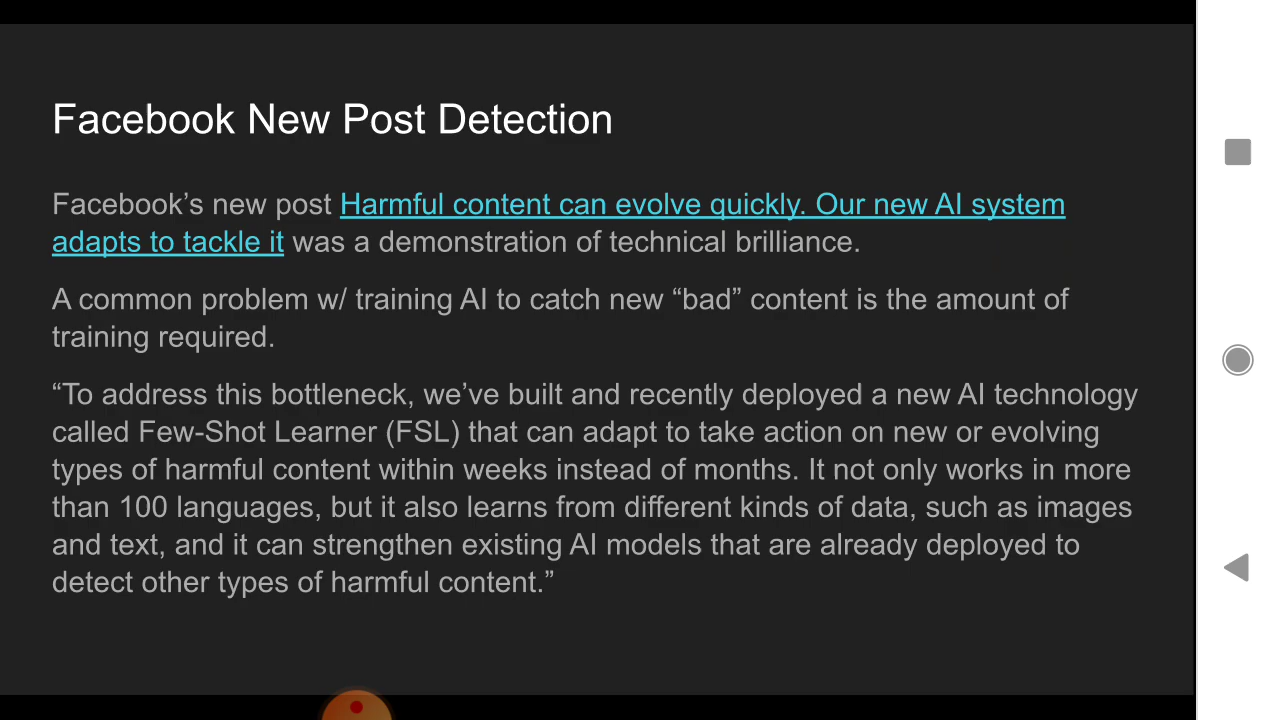 Facebook New Post Detection
Facebook’s new post Harmful content can evolve quickly. Our new AI system
adapts to tackle it was a demonstration of technical brilliance.
A common problem w/ training AI to catch new “bad” content is the amount of
training required.
“To address this bottleneck, we’ve built and recently deployed a new AI technology
called Few-Shot Learner (FSL) that can adapt to take action on new or evolving
types of harmful content within weeks instead of months. It not only works in more
than 100 languages, but it also learns from different kinds of data, such as images
and text, and it can strengthen existing AI models that are already deployed to
detect other types of harmful content.”